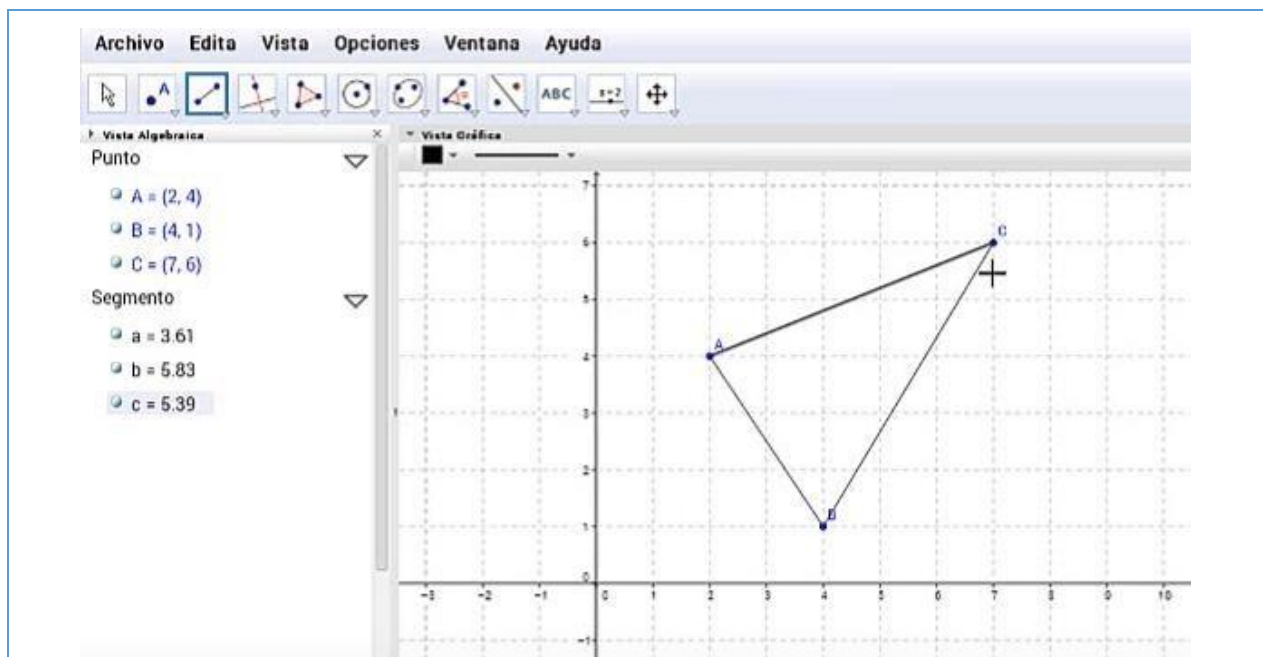 Archivo Edita Vista Opciones Ventana Ayuda
A ABC a=2
Vista Algebraica × Vista Gráfica
Punto
A = (2, 4)
B = (4, 1)
C = (7, 6)
Segmento
a = 3.61
b = 5.83
c = 5.39
7
6
5
4
3
2
1
0
-1
-3 -2 -1 0 1 2 3 4 5 6 7 8 9 10
A
B
C